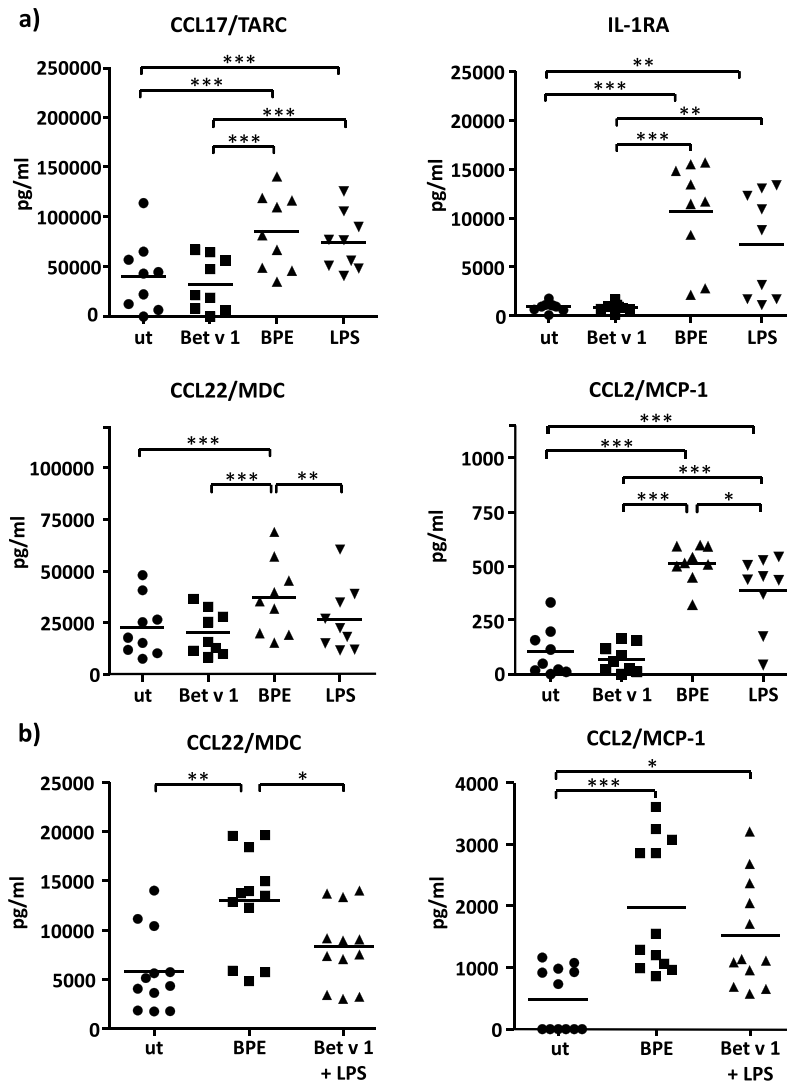 a)
CCL17/TARC
250000
200000
150000
100000
50000
0
pg/ml
***
***
***
***
ut Bet v 1 BPE LPS
IL-1RA
25000
20000
15000
10000
5000
0
pg/ml
**
***
**
***
ut Bet v 1 BPE LPS
CCL22/MDC
100000
75000
50000
25000
0
pg/ml
***
***
**
ut Bet v 1 BPE LPS
CCL2/MCP-1
1000
750
500
250
0
pg/ml
***
***
***
***
*
ut Bet v 1 BPE LPS
b)
CCL22/MDC
25000
20000
15000
10000
5000
0
pg/ml
**
*
ut BPE Bet v 1
+ LPS
CCL2/MCP-1
4000
3000
2000
1000
0
pg/ml
*
***
ut BPE Bet v 1
+ LPS